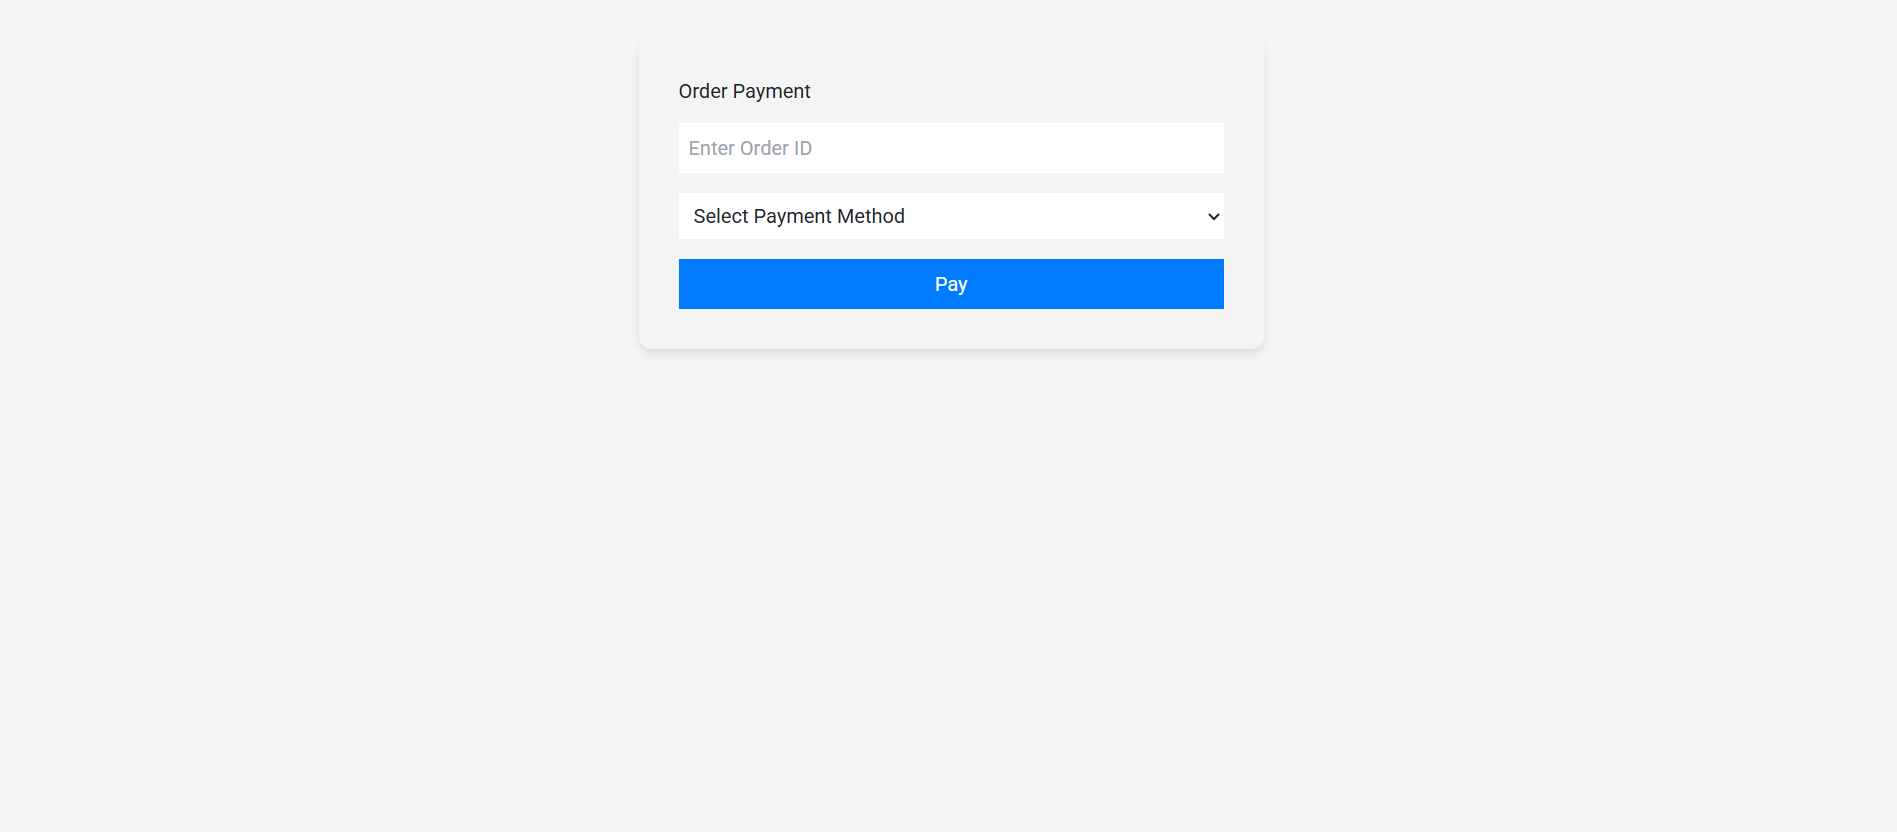 Order Payment
Enter Order ID
Select Payment Method
Pay